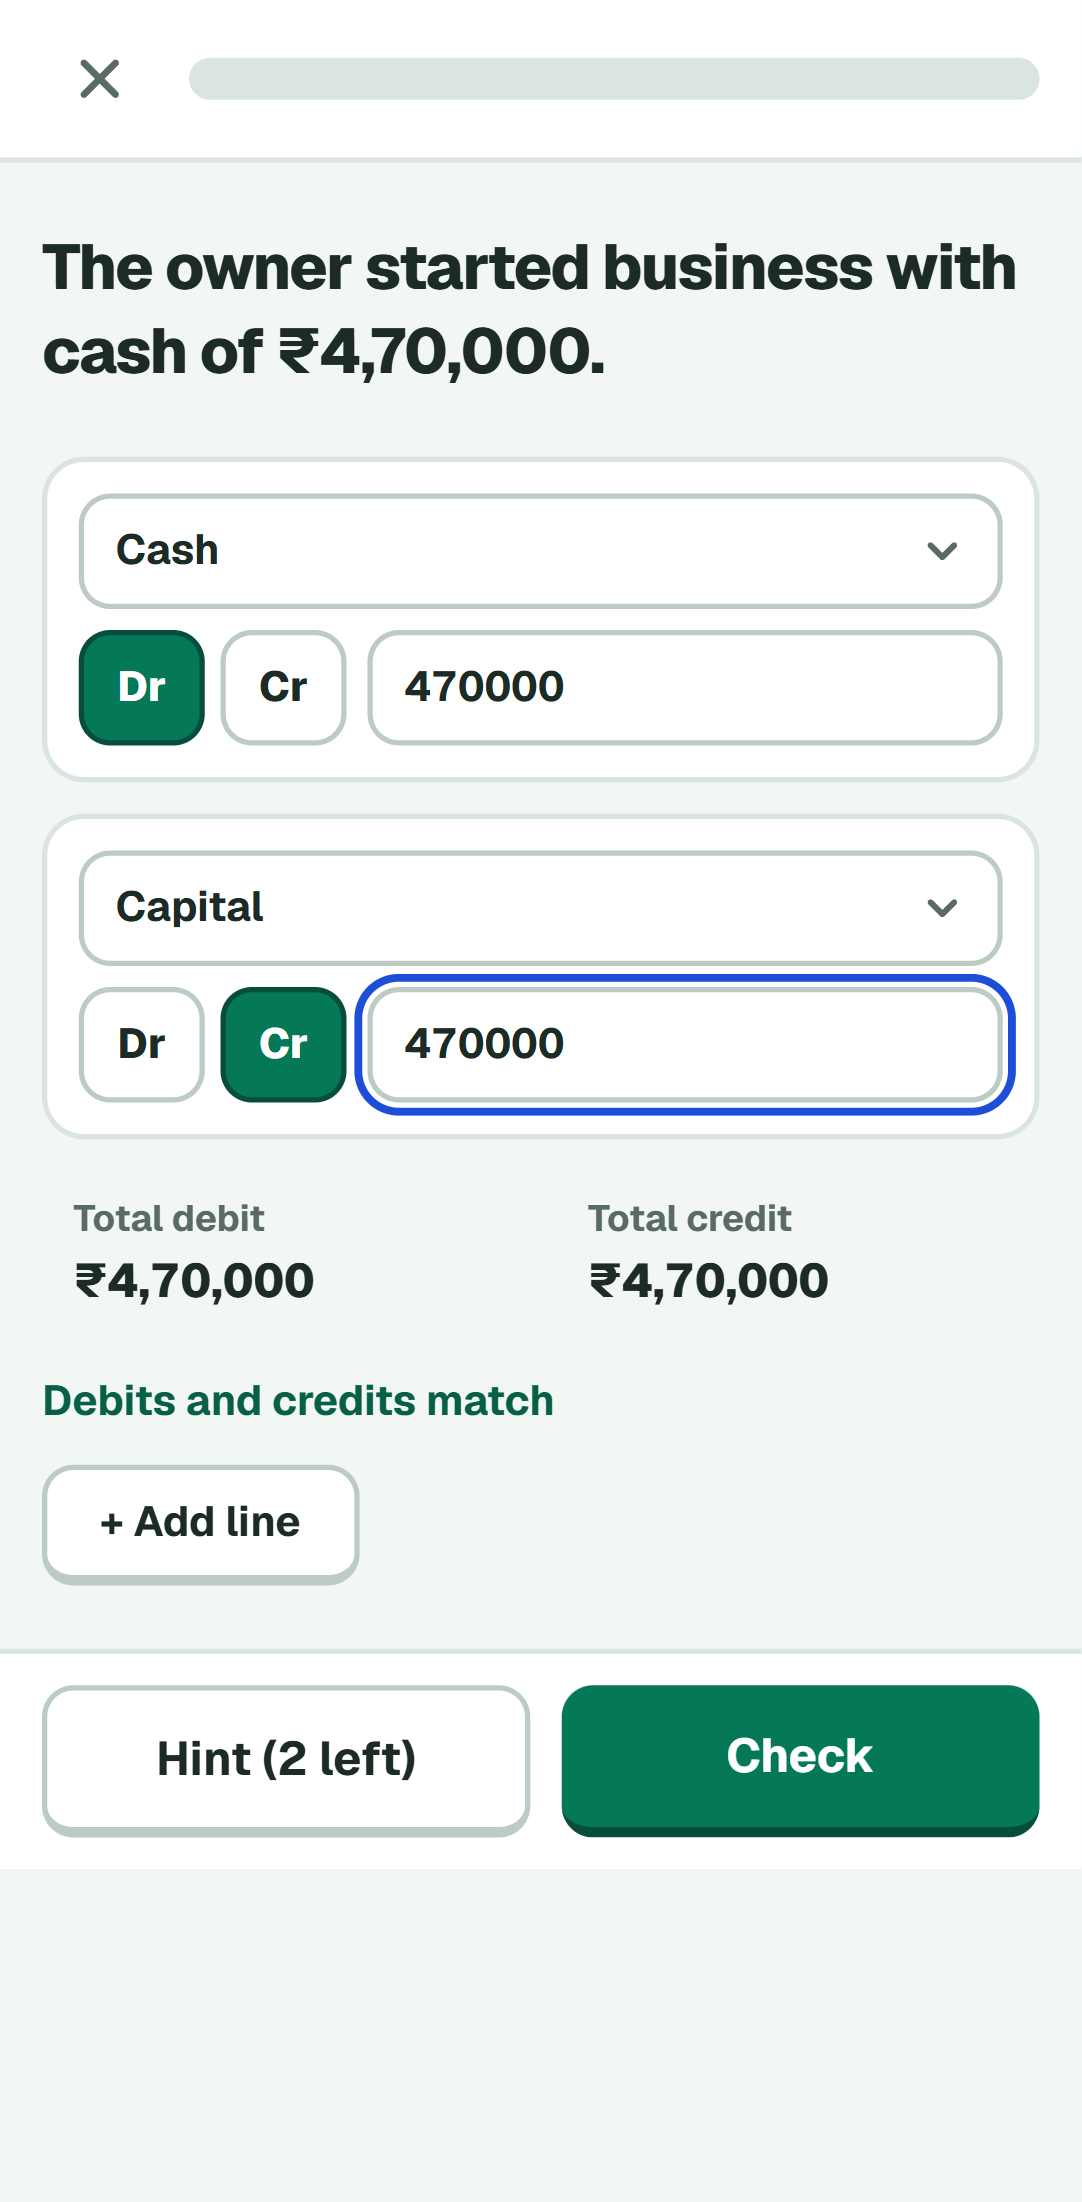 The owner started business with
cash of ₹4,70,000.
Cash
Dr Cr 470000
Capital
Dr Cr 470000
Total debit Total credit
₹4,70,000 ₹4,70,000
Debits and credits match
+ Add line
Hint (2 left) Check